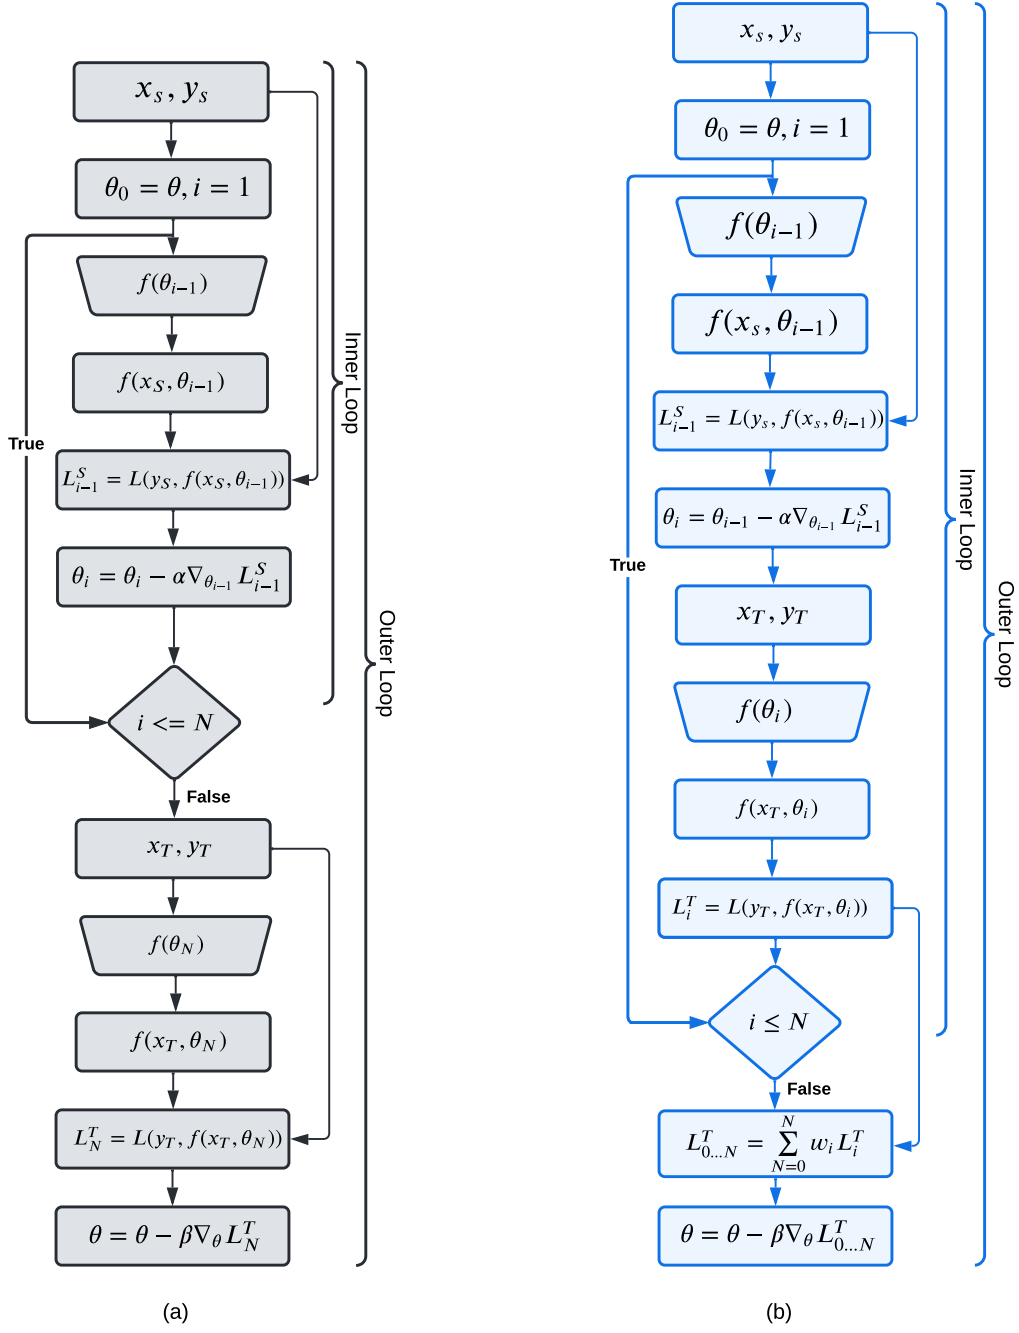 x_s, y_s
θ_0 = θ, i = 1
f(θ_{i−1})
f(x_S, θ_{i−1})
L^S_{i−1} = L(y_S, f(x_S, θ_{i−1}))
θ_i = θ_i − α∇_{θ_{i−1}} L^S_{i−1}
i <= N
True
False
x_T, y_T
f(θ_N)
f(x_T, θ_N)
L^T_N = L(y_T, f(x_T, θ_N))
θ = θ − β∇_θ L^T_N
Inner Loop
Outer Loop
(a)
x_s, y_s
θ_0 = θ, i = 1
f(θ_{i−1})
f(x_s, θ_{i−1})
L^S_{i−1} = L(y_s, f(x_s, θ_{i−1}))
θ_i = θ_{i−1} − α∇_{θ_{i−1}} L^S_{i−1}
x_T, y_T
f(θ_i)
f(x_T, θ_i)
L^T_i = L(y_T, f(x_T, θ_i))
i ≤ N
True
False
L^T_{0...N} = ∑_{N=0}^{N} w_i L^T_i
θ = θ − β∇_θ L^T_{0...N}
Inner Loop
Outer Loop
(b)